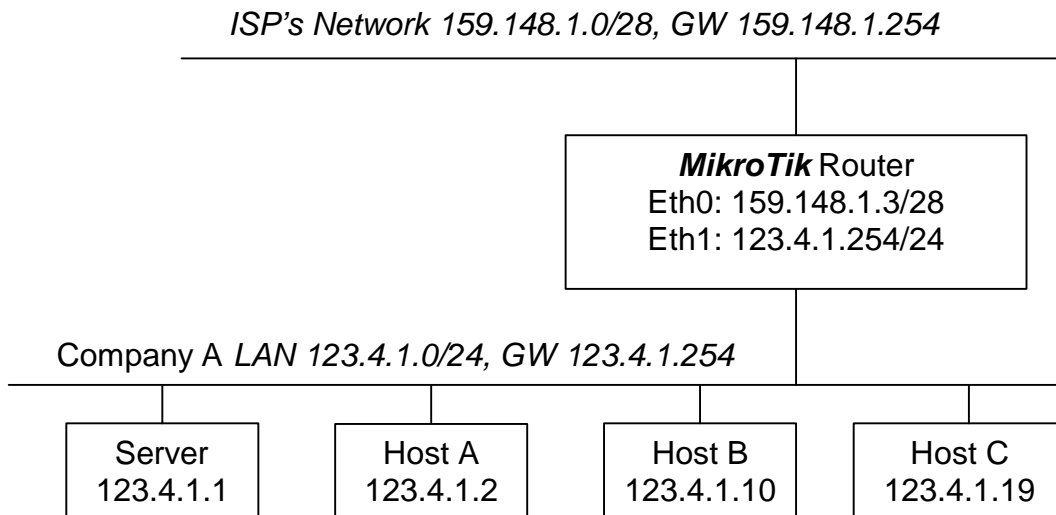 ISP's Network 159.148.1.0/28, GW 159.148.1.254
MikroTik Router
Eth0: 159.148.1.3/28
Eth1: 123.4.1.254/24
Company A LAN 123.4.1.0/24, GW 123.4.1.254
Server
123.4.1.1
Host A
123.4.1.2
Host B
123.4.1.10
Host C
123.4.1.19